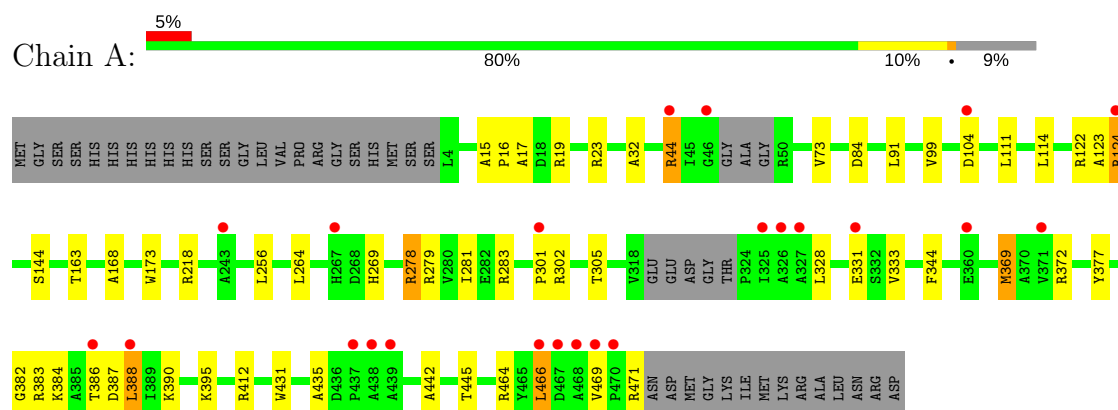 5%
Chain A:
80% 10% • 9%
MET GLY SER SER HIS HIS HIS HIS HIS HIS SER SER GLY LEU VAL PRO ARG GLY SER HIS MET SER SER L4 A15 P16 A17 D18 R19 R23 A32 R44 I45 G46 GLY ALA GLY R50 V73 D84 L91 V99 D104 L111 L114 R122 A123 R124
S144 T163 A168 W173 R218 A243 L256 L264 H267 D268 H269 R278 R279 V280 I281 E282 R283 P301 R302 T305 V318 GLU GLU ASP GLY THR P324 I325 A326 A327 L328 E331 S332 V333 F344 E360 M369 A370 V371 R372 Y377
G382 R383 K384 A385 T386 D387 L388 I389 K390 K395 R412 W431 A435 D436 P437 A438 A439 A442 T445 R464 Y465 L466 D467 A468 V469 P470 R471 ASN ASP MET GLY LYS ILE MET LYS ARG ALA LEU ASN ARG ASP